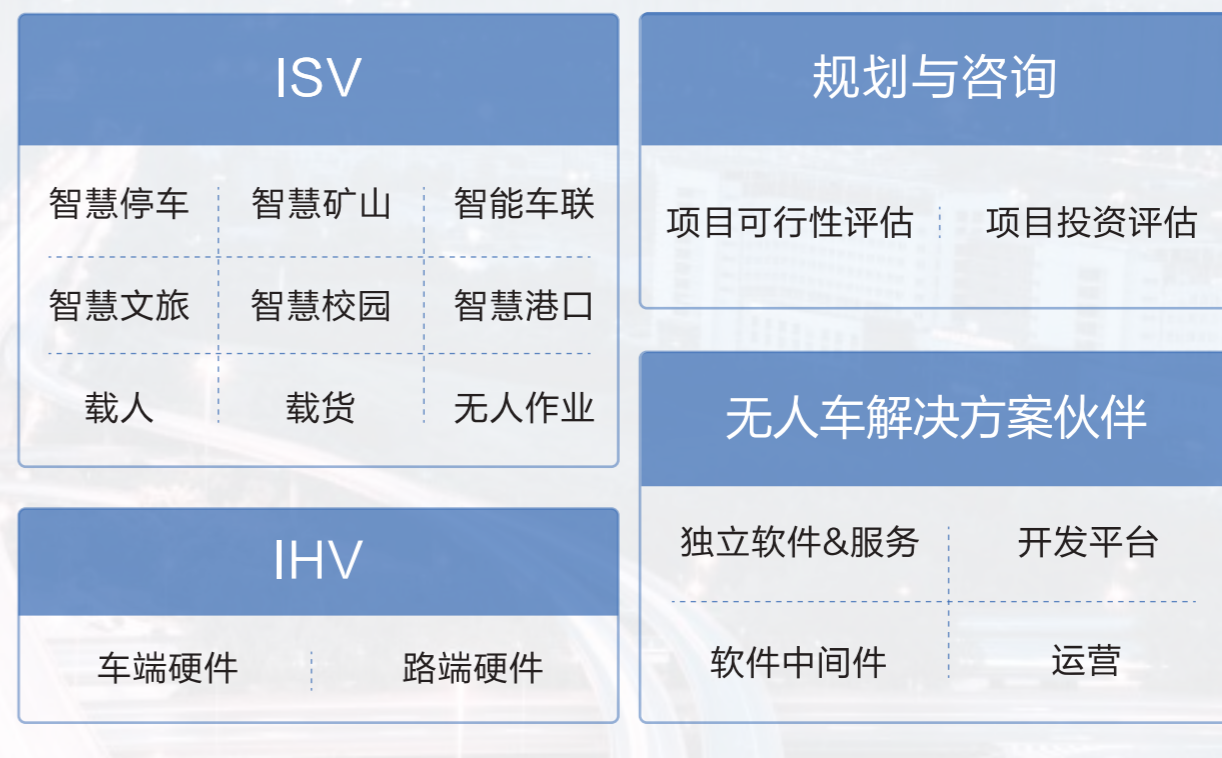 ISV
智慧停车 智慧矿山 智能车联
智慧文旅 智慧校园 智慧港口
载人 载货 无人作业
IHV
车端硬件 路端硬件
规划与咨询
项目可行性评估 项目投资评估
无人车解决方案伙伴
独立软件&服务 开发平台
软件中间件 运营